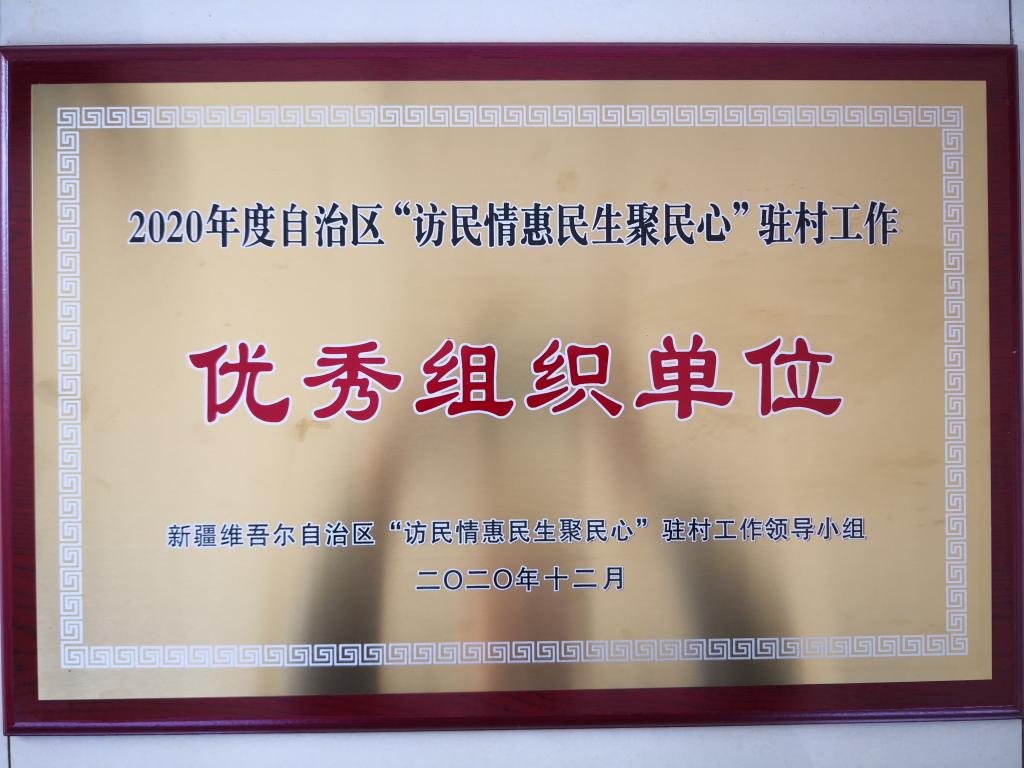 2020年度自治区“访民情惠民生聚民心”驻村工作
优秀组织单位
新疆维吾尔自治区“访民情惠民生聚民心”驻村工作领导小组
二〇二〇年十二月